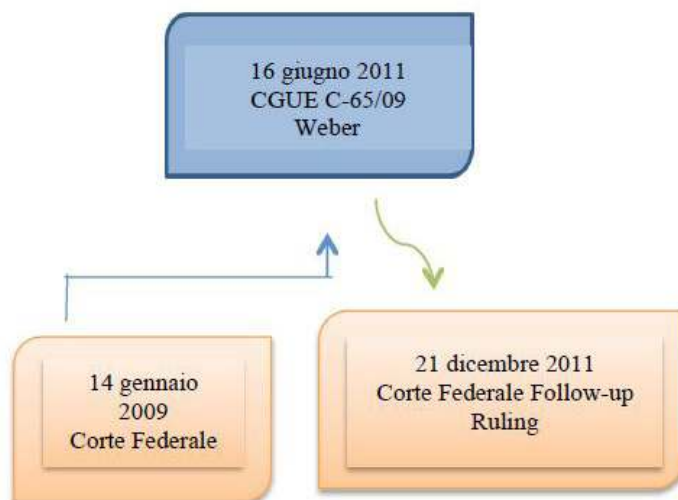 16 giugno 2011
CGUE C-65/09
Weber
14 gennaio
2009
Corte Federale
21 dicembre 2011
Corte Federale Follow-up
Ruling